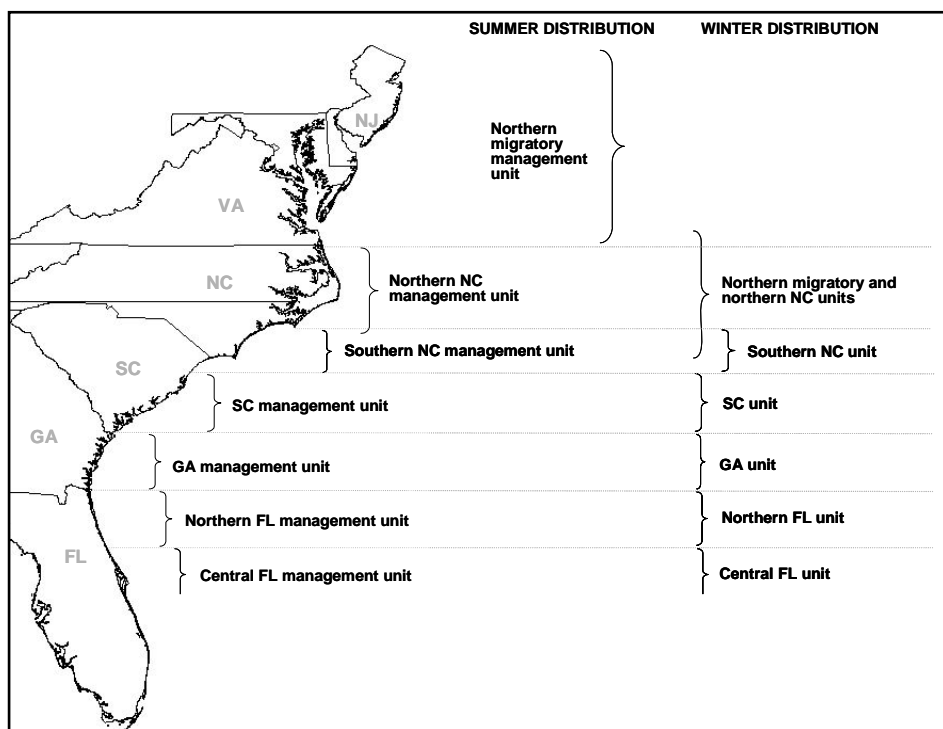 SUMMER DISTRIBUTION
WINTER DISTRIBUTION
NJ
Northern
migratory
management
unit
VA
NC
Northern NC
management unit
Northern migratory and
northern NC units
Southern NC management unit
Southern NC unit
SC
SC management unit
SC unit
GA
GA management unit
GA unit
Northern FL management unit
Northern FL unit
FL
Central FL management unit
Central FL unit